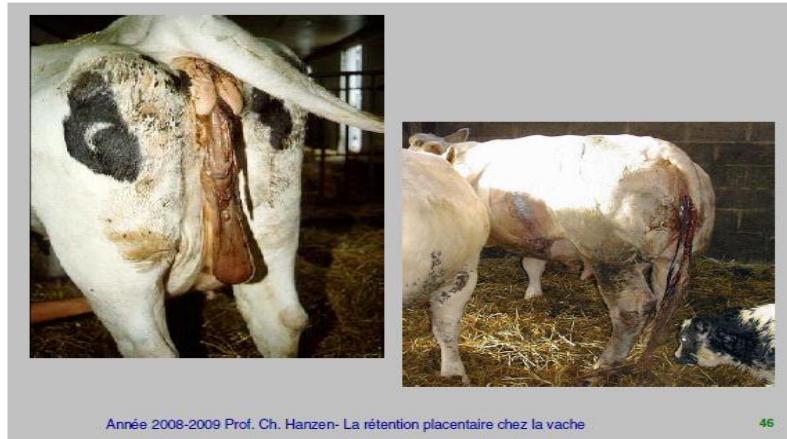 Année 2008-2009 Prof. Ch. Hanzen- La rétention placentaire chez la vache
46